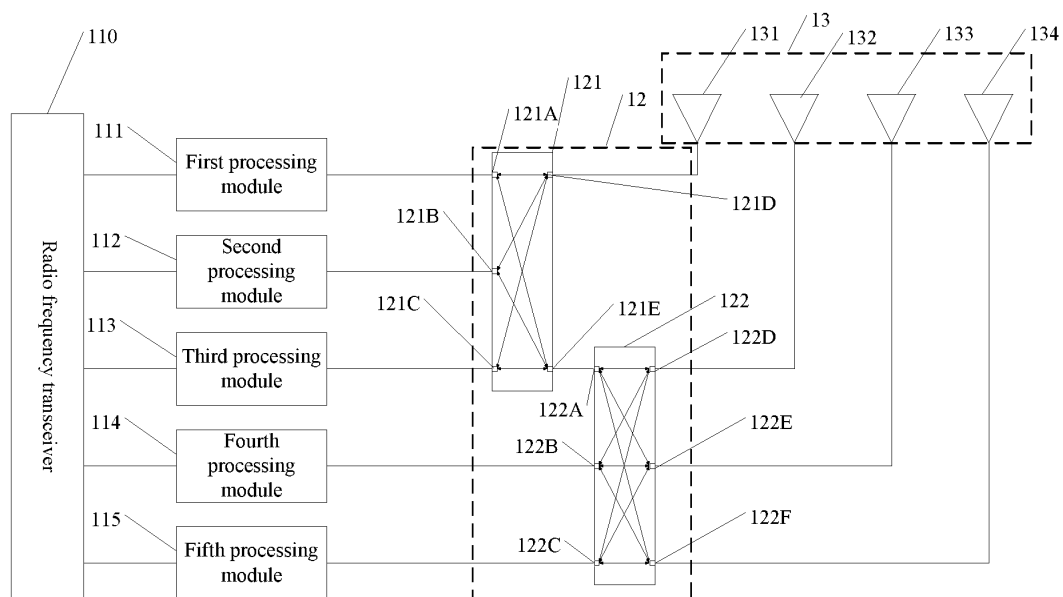 110
111
First processing
module
112
Second
processing
module
113
Third processing
module
114
Fourth
processing
module
115
Fifth processing
module
Radio frequency transceiver
121A
121
12
121B
121C
121D
121E
122
122D
122A
122B
122E
122C
122F
131
13
132
133
134